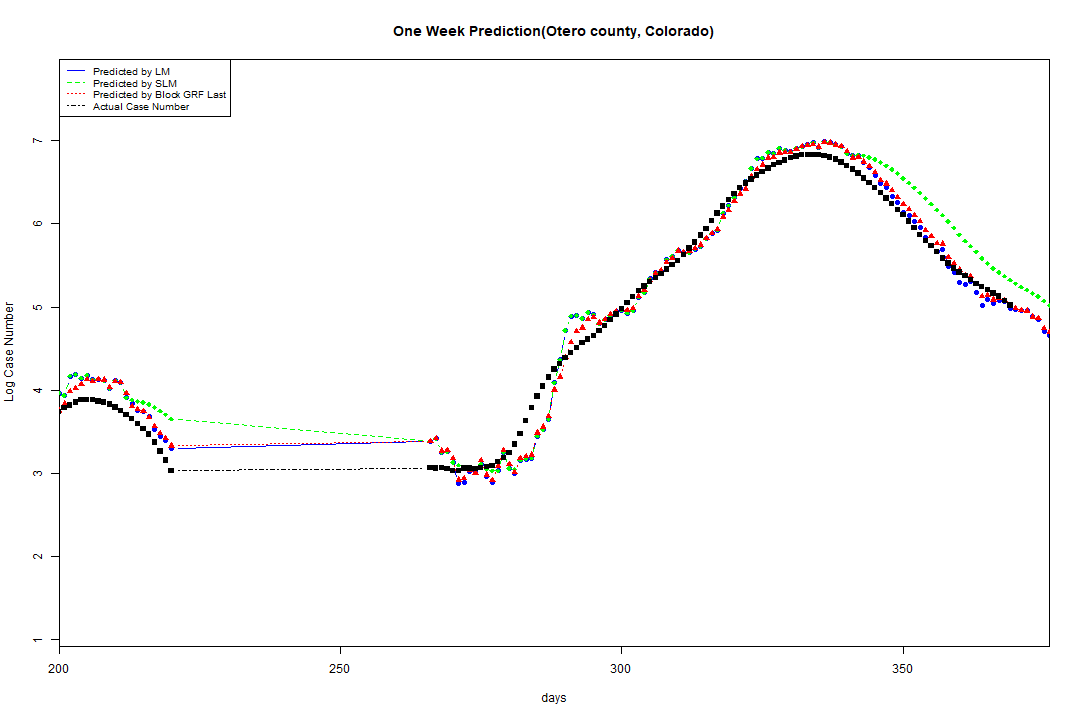 One Week Prediction(Otero county, Colorado)
Predicted by LM
Predicted by SLM
Predicted by Block GRF Last
Actual Case Number
7
6
5
4
3
2
1
Log Case Number
200 250 300 350
days